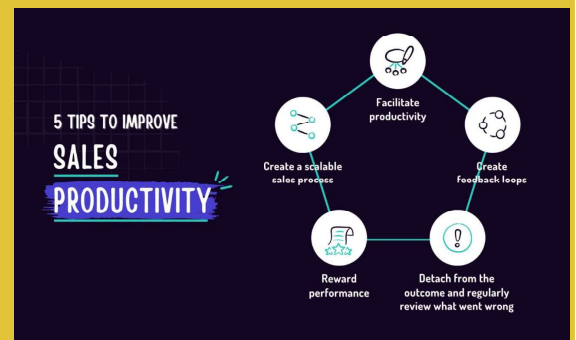 5 TIPS TO IMPROVE
SALES
PRODUCTIVITY
Facilitate
productivity
Create a scalable
sales process
Create
feedback loops
Reward
performance
Detach from the
outcome and regularly
review what went wrong